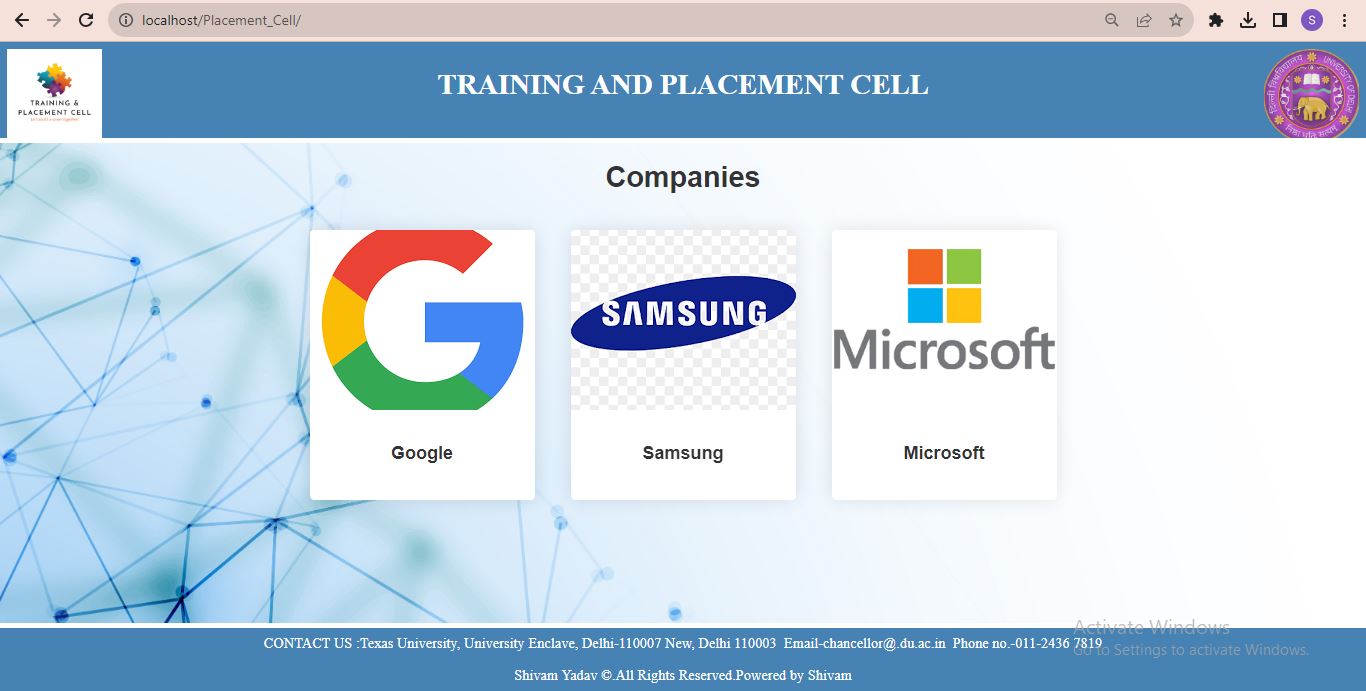 localhost/Placement_Cell/
S
TRAINING &
PLACEMENT CELL
TRAINING AND PLACEMENT CELL
UNIVERSITY OF DELHI
दिल्ली विश्वविद्यालय
Companies
SAMSUNG
Microsoft
Google
Samsung
Microsoft
Activate Windows
CONTACT US :Texas University, University Enclave, Delhi-110007 New, Delhi 110003 Email-chancellor@.du.ac.in Phone no.-011-2436 7819
Go to Settings to activate Windows.
Shivam Yadav ©.All Rights Reserved.Powered by Shivam